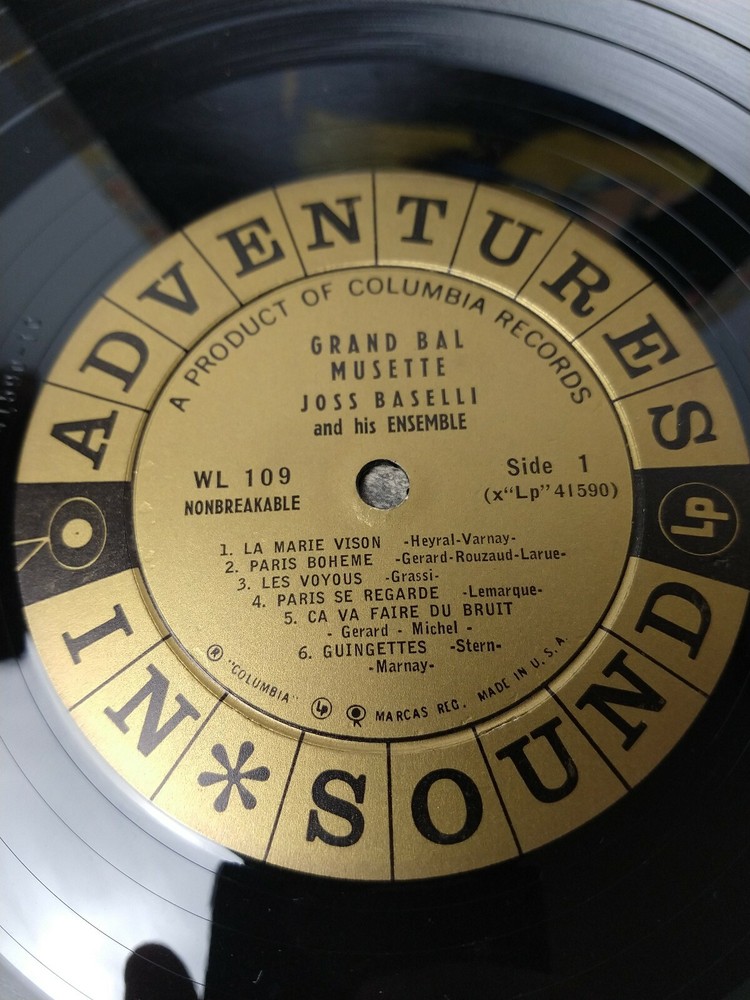 ADVENTURES
IN * SOUND
Lp
A PRODUCT OF COLUMBIA RECORDS
GRAND BAL
MUSETTE
JOSS BASELLI
and his ENSEMBLE
WL 109
NONBREAKABLE
Side 1
(x"Lp"41590)
1. LA MARIE VISON -Heyral-Varnay-
2. PARIS BOHEME -Gerard-Rouzaud-Larue-
3. LES VOYOUS -Grassi-
4. PARIS SE REGARDE -Lemarque-
5. CA VA FAIRE DU BRUIT
- Gerard - Michel -
6. GUINGETTES -Stern-
-Marnay-
® "COLUMBIA" Lp MARCAS REG. MADE IN U.S.A.